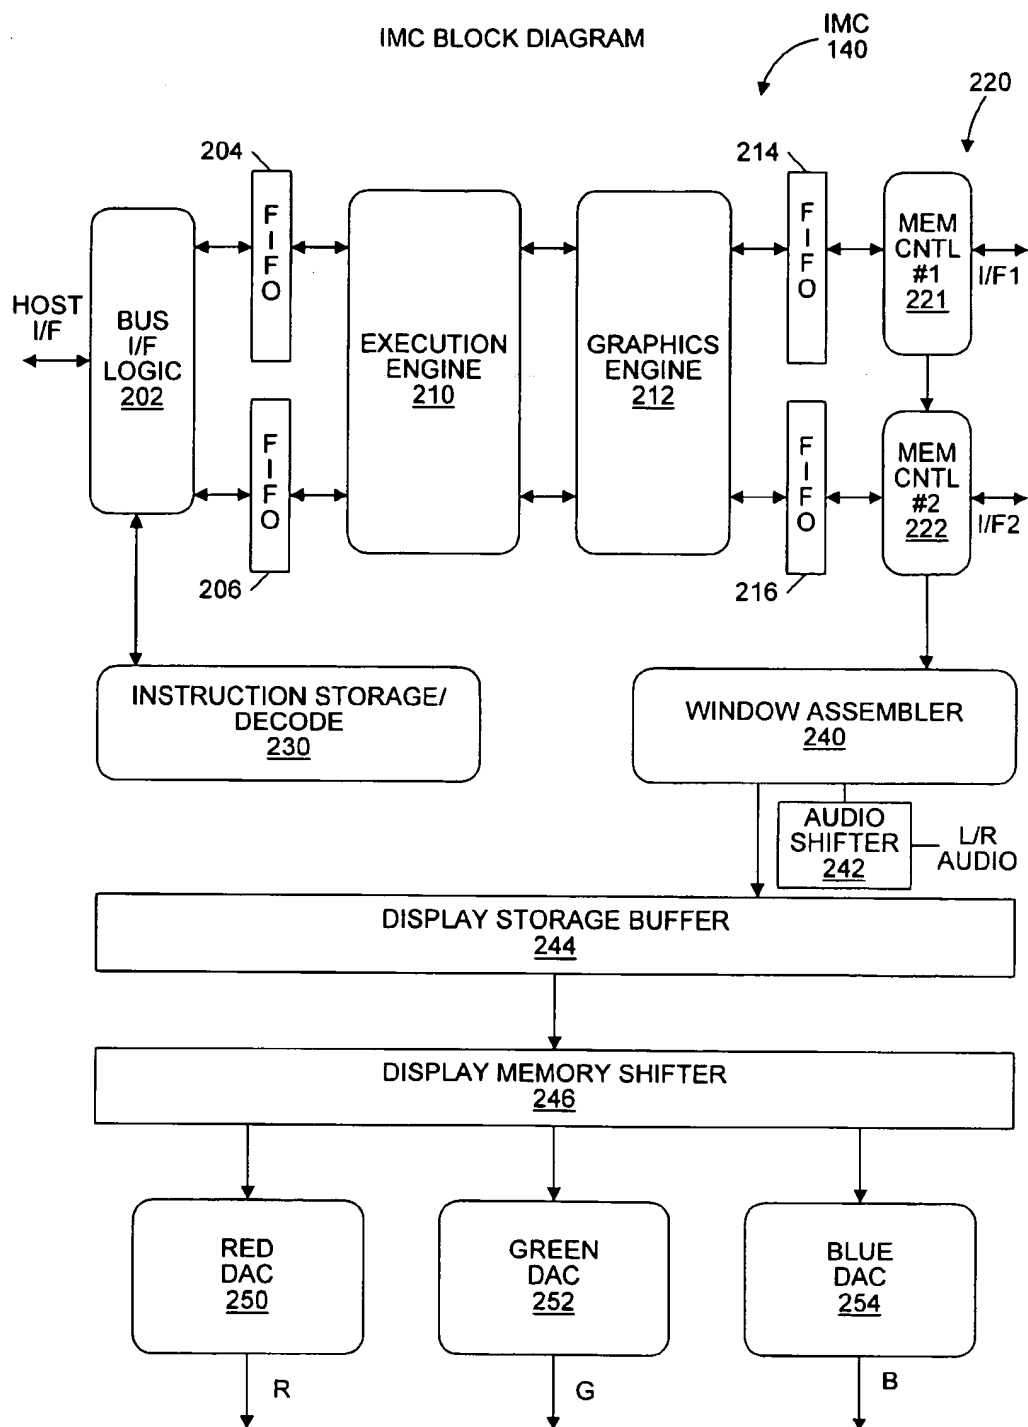 IMC BLOCK DIAGRAM
IMC
140
220
204
214
F
I
F
O
F
I
F
O
MEM
CNTL
#1
221
I/F1
HOST
I/F
BUS
I/F
LOGIC
202
EXECUTION
ENGINE
210
GRAPHICS
ENGINE
212
F
I
F
O
F
I
F
O
MEM
CNTL
#2
222
I/F2
206
216
INSTRUCTION STORAGE/
DECODE
230
WINDOW ASSEMBLER
240
AUDIO
SHIFTER
242
L/R
AUDIO
DISPLAY STORAGE BUFFER
244
DISPLAY MEMORY SHIFTER
246
RED
DAC
250
GREEN
DAC
252
BLUE
DAC
254
R
G
B